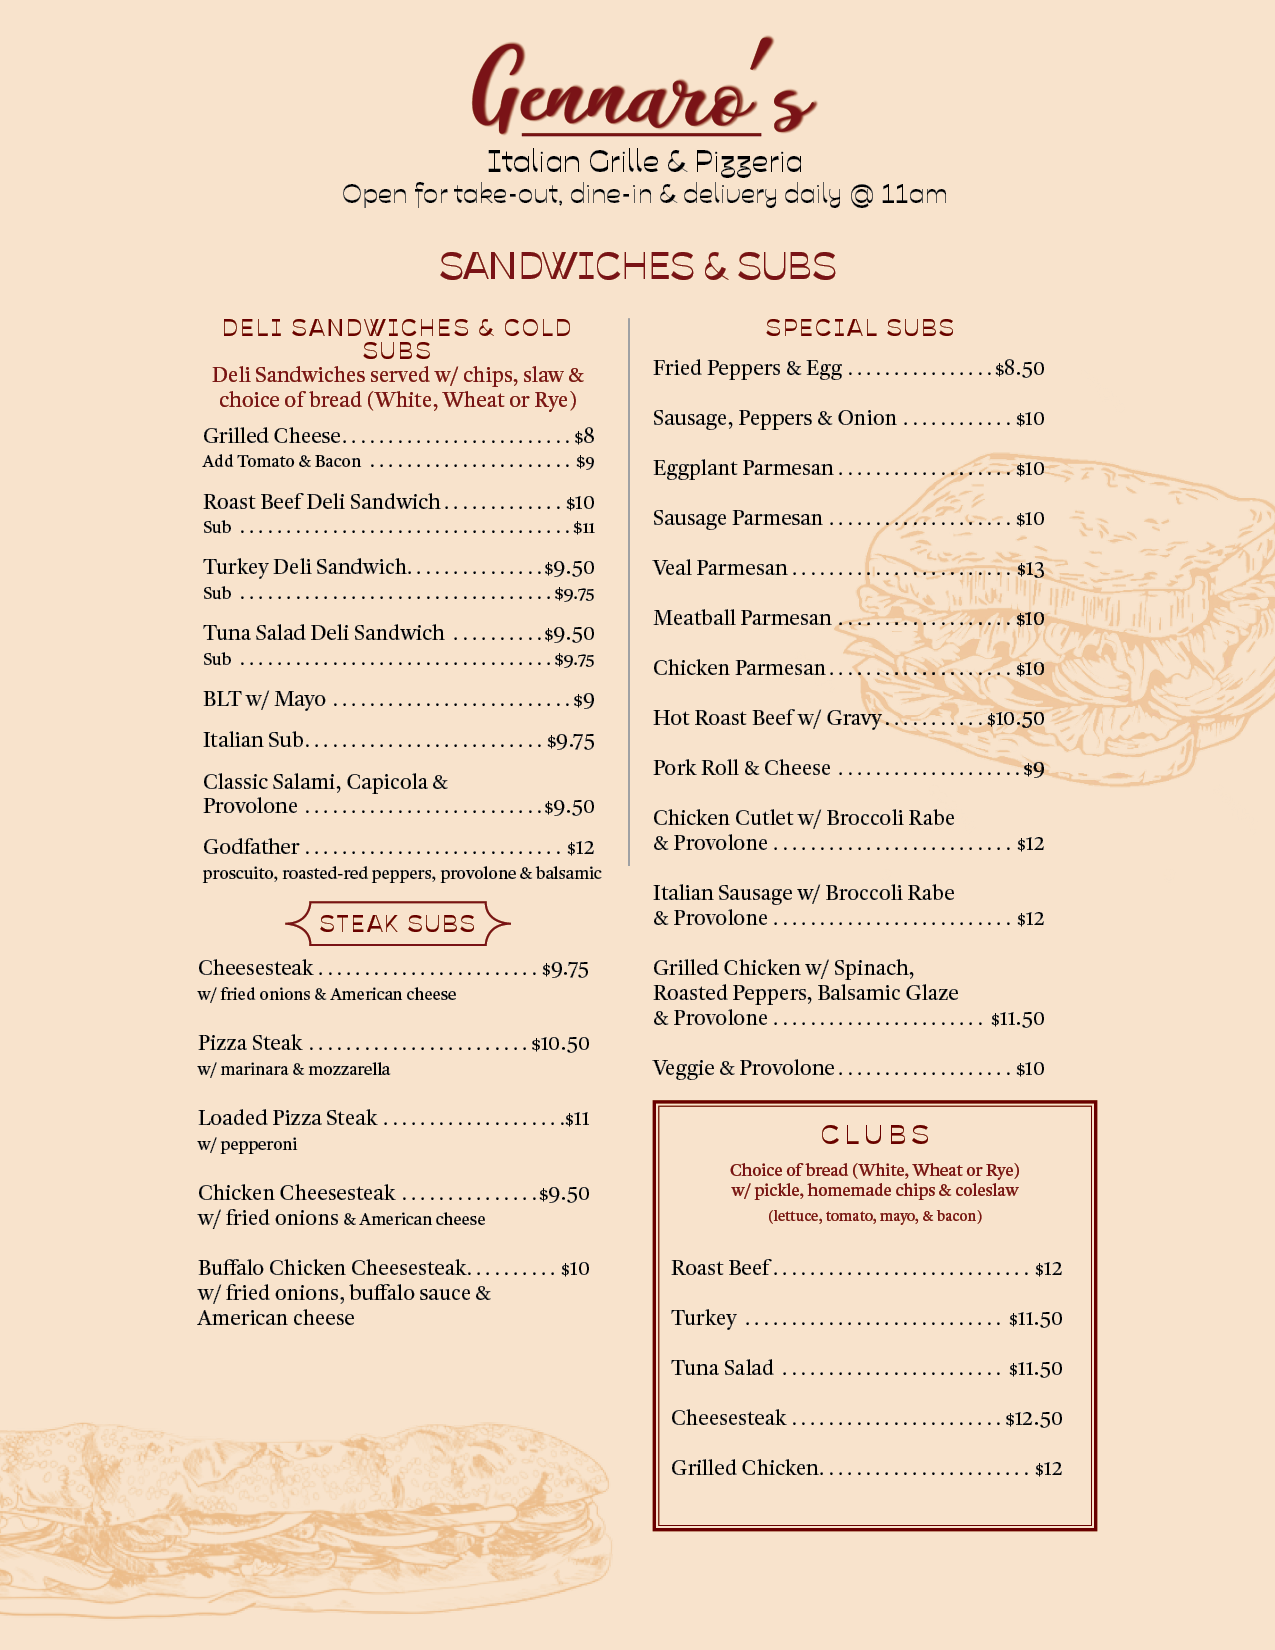 Gennaro's
Italian Grille & Pizzeria
Open for take-out, dine-in & delivery daily @ 11am
SANDWICHES & SUBS
DELI SANDWICHES & COLD
SUBS
Deli Sandwiches served w/ chips, slaw &
choice of bread (White, Wheat or Rye)
Grilled Cheese......................... $8
Add Tomato & Bacon ...................... $9
Roast Beef Deli Sandwich............. $10
Sub ....................................$11
Turkey Deli Sandwich...............$9.50
Sub ..................................$9.75
Tuna Salad Deli Sandwich ..........$9.50
Sub ..................................$9.75
BLT w/ Mayo ..........................$9
Italian Sub.......................... $9.75
Classic Salami, Capicola &
Provolone ..........................$9.50
Godfather ............................ $12
proscuito, roasted-red peppers, provolone & balsamic
STEAK SUBS
Cheesesteak ........................ $9.75
w/ fried onions & American cheese
Pizza Steak ........................$10.50
w/ marinara & mozzarella
Loaded Pizza Steak ....................$11
w/ pepperoni
Chicken Cheesesteak ...............$9.50
w/ fried onions & American cheese
Buffalo Chicken Cheesesteak.......... $10
w/ fried onions, buffalo sauce &
American cheese
SPECIAL SUBS
Fried Peppers & Egg ................$8.50
Sausage, Peppers & Onion ............ $10
Eggplant Parmesan ................... $10
Sausage Parmesan .................... $10
Veal Parmesan ........................ $13
Meatball Parmesan ................... $10
Chicken Parmesan.................... $10
Hot Roast Beef w/ Gravy...........$10.50
Pork Roll & Cheese ....................$9
Chicken Cutlet w/ Broccoli Rabe
& Provolone .......................... $12
Italian Sausage w/ Broccoli Rabe
& Provolone .......................... $12
Grilled Chicken w/ Spinach,
Roasted Peppers, Balsamic Glaze
& Provolone ....................... $11.50
Veggie & Provolone................... $10
CLUBS
Choice of bread (White, Wheat or Rye)
w/ pickle, homemade chips & coleslaw
(lettuce, tomato, mayo, & bacon)
Roast Beef............................ $12
Turkey ............................ $11.50
Tuna Salad ........................ $11.50
Cheesesteak .......................$12.50
Grilled Chicken....................... $12